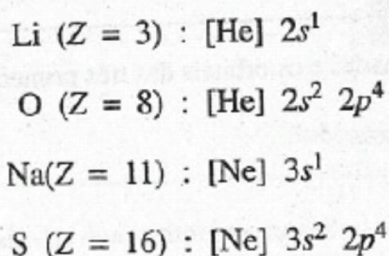 Li (Z = 3) : [He] 2s¹
O (Z = 8) : [He] 2s² 2p⁴
Na(Z = 11) : [Ne] 3s¹
S (Z = 16) : [Ne] 3s² 2p⁴